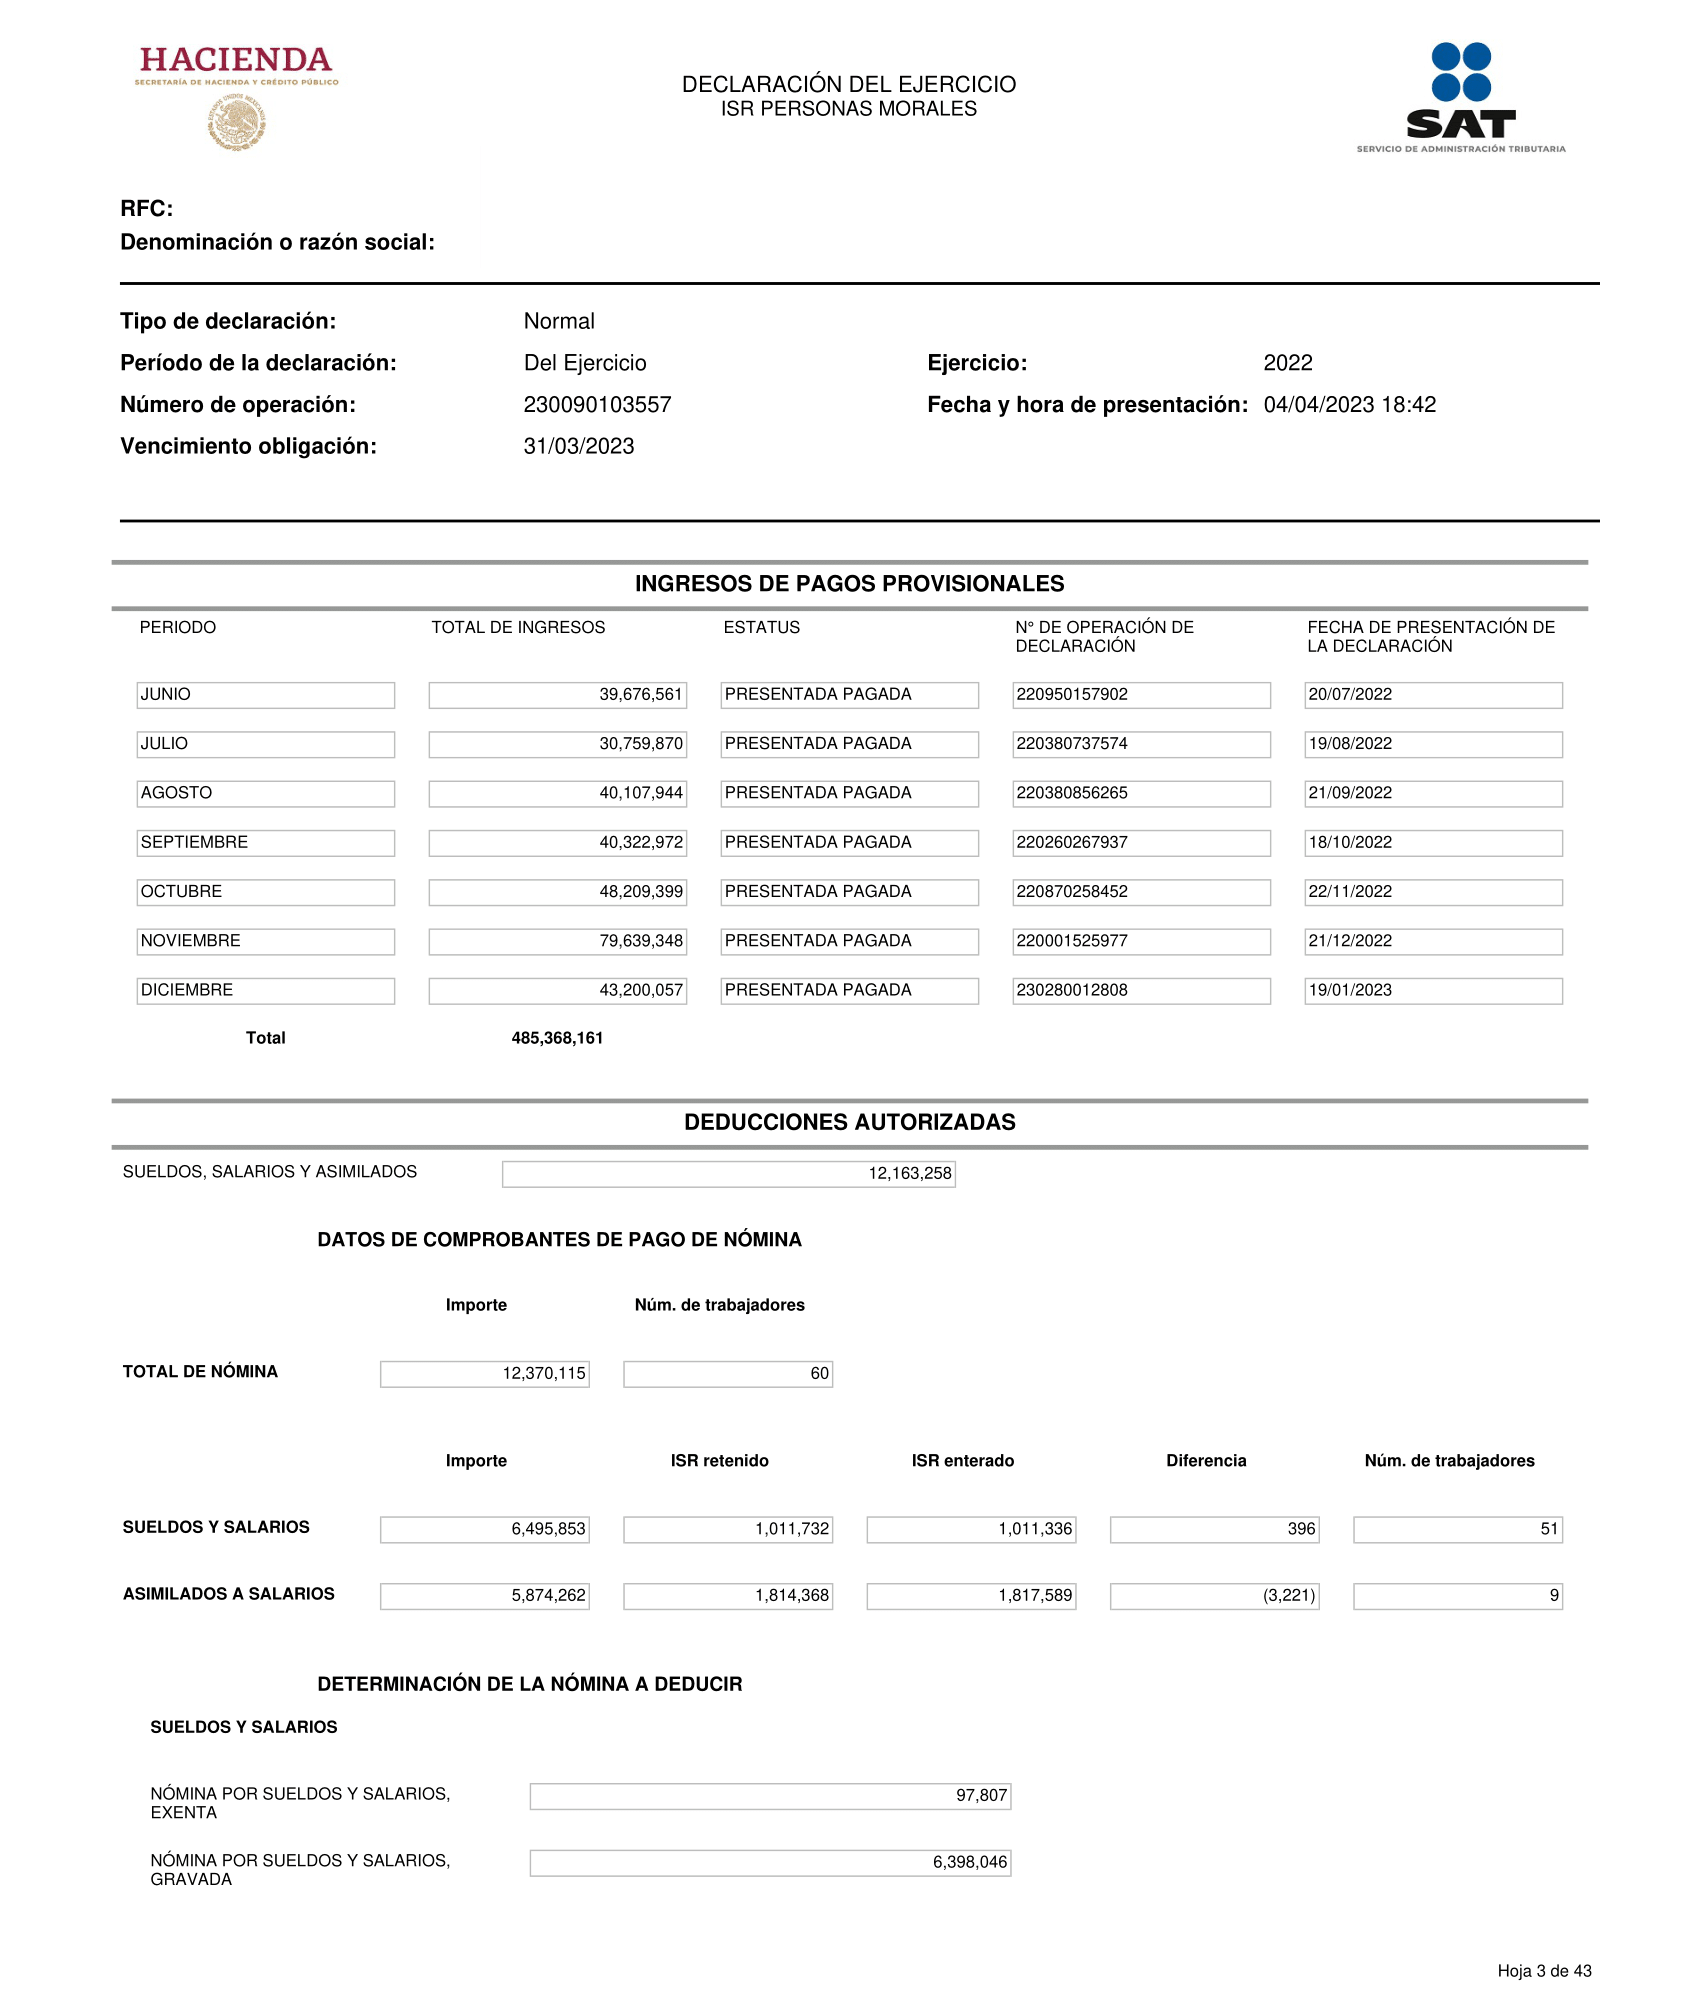 HACIENDA
SECRETARÍA DE HACIENDA Y CRÉDITO PÚBLICO
DECLARACIÓN DEL EJERCICIO
ISR PERSONAS MORALES
SAT
SERVICIO DE ADMINISTRACIÓN TRIBUTARIA
RFC:
Denominación o razón social:
Tipo de declaración: Normal
Período de la declaración: Del Ejercicio Ejercicio: 2022
Número de operación: 230090103557 Fecha y hora de presentación: 04/04/2023 18:42
Vencimiento obligación: 31/03/2023
INGRESOS DE PAGOS PROVISIONALES
PERIODO TOTAL DE INGRESOS ESTATUS N° DE OPERACIÓN DE DECLARACIÓN FECHA DE PRESENTACIÓN DE LA DECLARACIÓN
JUNIO 39,676,561 PRESENTADA PAGADA 220950157902 20/07/2022
JULIO 30,759,870 PRESENTADA PAGADA 220380737574 19/08/2022
AGOSTO 40,107,944 PRESENTADA PAGADA 220380856265 21/09/2022
SEPTIEMBRE 40,322,972 PRESENTADA PAGADA 220260267937 18/10/2022
OCTUBRE 48,209,399 PRESENTADA PAGADA 220870258452 22/11/2022
NOVIEMBRE 79,639,348 PRESENTADA PAGADA 220001525977 21/12/2022
DICIEMBRE 43,200,057 PRESENTADA PAGADA 230280012808 19/01/2023
Total 485,368,161
DEDUCCIONES AUTORIZADAS
SUELDOS, SALARIOS Y ASIMILADOS 12,163,258
DATOS DE COMPROBANTES DE PAGO DE NÓMINA
Importe Núm. de trabajadores
TOTAL DE NÓMINA 12,370,115 60
Importe ISR retenido ISR enterado Diferencia Núm. de trabajadores
SUELDOS Y SALARIOS 6,495,853 1,011,732 1,011,336 396 51
ASIMILADOS A SALARIOS 5,874,262 1,814,368 1,817,589 (3,221) 9
DETERMINACIÓN DE LA NÓMINA A DEDUCIR
SUELDOS Y SALARIOS
NÓMINA POR SUELDOS Y SALARIOS, 97,807
EXENTA
NÓMINA POR SUELDOS Y SALARIOS, 6,398,046
GRAVADA
Hoja 3 de 43